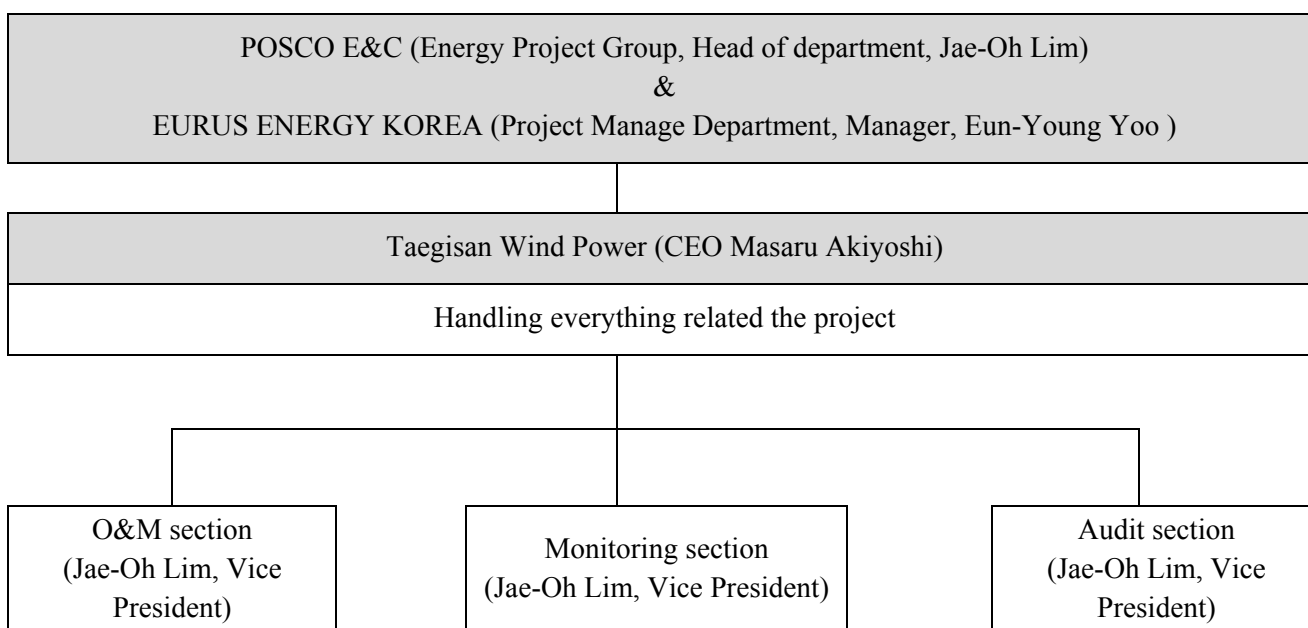 POSCO E&C (Energy Project Group, Head of department, Jae-Oh Lim)
&
EURUS ENERGY KOREA (Project Manage Department, Manager, Eun-Young Yoo )
Taegisan Wind Power (CEO Masaru Akiyoshi)
Handling everything related the project
O&M section
(Jae-Oh Lim, Vice
President)
Monitoring section
(Jae-Oh Lim, Vice President)
Audit section
(Jae-Oh Lim, Vice
President)